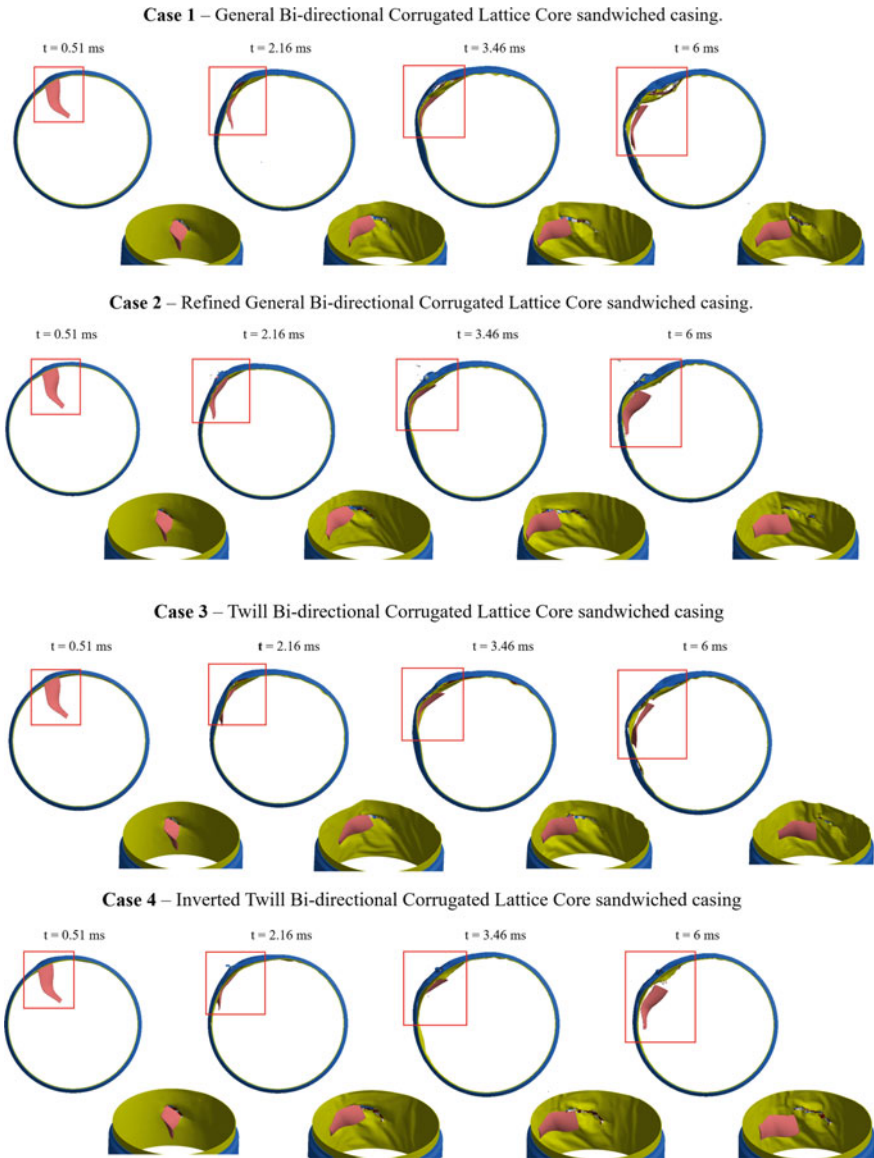 Case 1 – General Bi-directional Corrugated Lattice Core sandwiched casing.
t = 0.51 ms
t = 2.16 ms
t = 3.46 ms
t = 6 ms
Case 2 – Refined General Bi-directional Corrugated Lattice Core sandwiched casing.
t = 0.51 ms
t = 2.16 ms
t = 3.46 ms
t = 6 ms
Case 3 – Twill Bi-directional Corrugated Lattice Core sandwiched casing
t = 0.51 ms
t = 2.16 ms
t = 3.46 ms
t = 6 ms
Case 4 – Inverted Twill Bi-directional Corrugated Lattice Core sandwiched casing
t = 0.51 ms
t = 2.16 ms
t = 3.46 ms
t = 6 ms